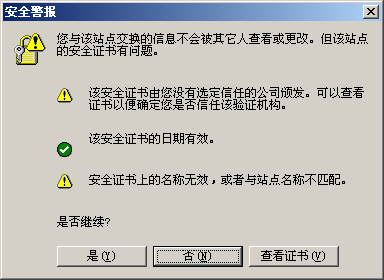 安全警报
您与该站点交换的信息不会被其它人查看或更改。但该站点
的安全证书有问题。
该安全证书由您没有选定信任的公司颁发。可以查看
证书以便确定您是否信任该验证机构。
该安全证书的日期有效。
安全证书上的名称无效，或者与站点名称不匹配。
是否继续?
是(Y)
否(N)
查看证书(V)